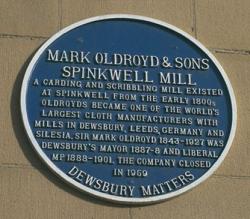 MARK OLDROYD & SONS
SPINKWELL MILL
A CARDING AND SCRIBBLING MILL EXISTED
AT SPINKWELL FROM THE EARLY 1800s
OLDROYDS BECAME ONE OF THE WORLD'S
LARGEST CLOTH MANUFACTURERS WITH
MILLS IN DEWSBURY, LEEDS, GERMANY AND
SILESIA, SIR MARK OLDROYD 1843-1927 WAS
DEWSBURY'S MAYOR 1887-8 AND LIBERAL
MP 1888-1901. THE COMPANY CLOSED
IN 1969
DEWSBURY MATTERS